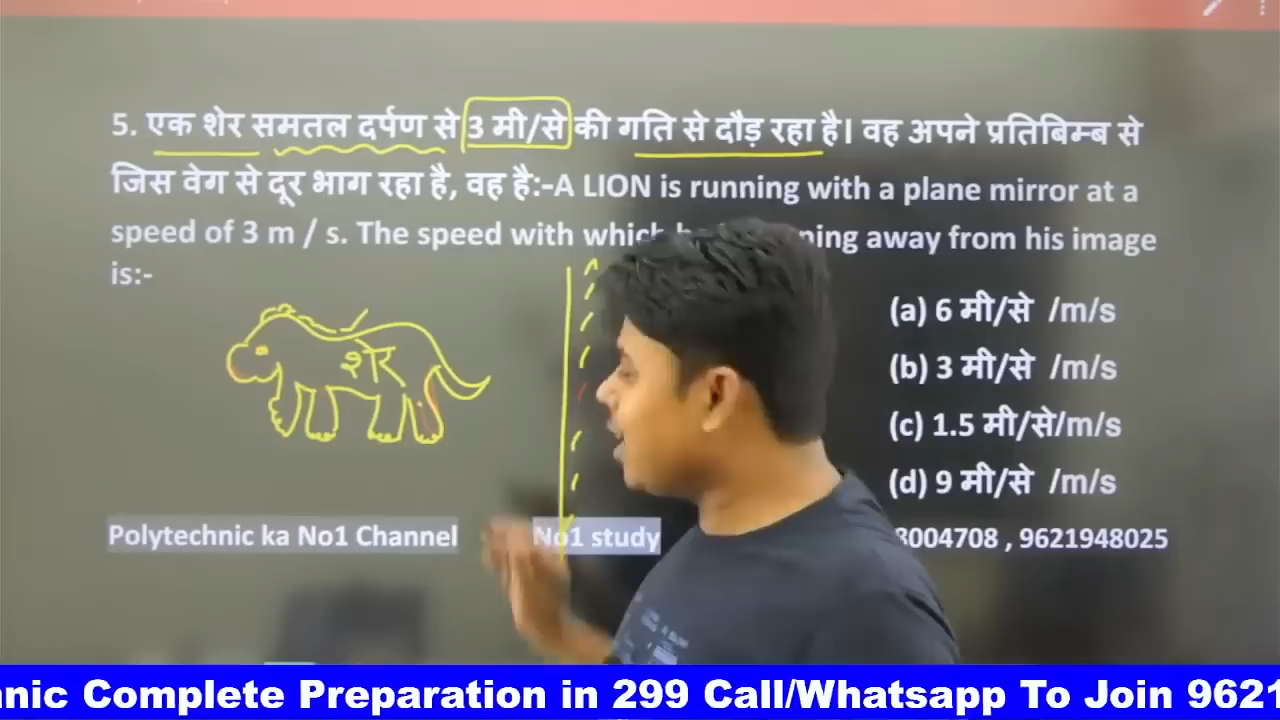 5. एक शेर समतल दर्पण से 3 मी/से की गति से दौड़ रहा है। वह अपने प्रतिबिम्ब से
जिस वेग से दूर भाग रहा है, वह है:-A LION is running with a plane mirror at a
speed of 3 m / s. The speed with which away from his image
is:-
शेर
(a) 6 मी/से /m/s
(b) 3 मी/से /m/s
(c) 1.5 मी/से/m/s
(d) 9 मी/से /m/s
Polytechnic ka No1 Channel No1 study 8004708 , 9621948025
Complete Preparation in 299 Call/Whatsapp To Join 9621